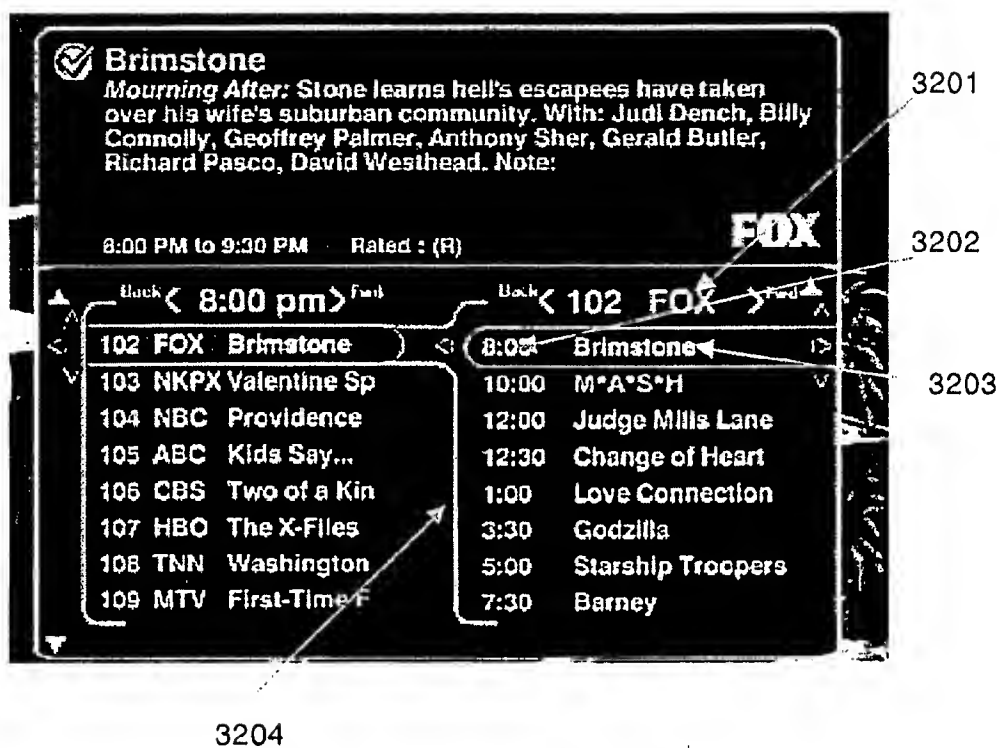 Brimstone
Mourning After: Stone learns hell's escapees have taken
over his wife's suburban community. With: Judi Dench, Billy
Connolly, Geoffrey Palmer, Anthony Sher, Gerald Butler,
Richard Pasco, David Westhead. Note:
FOX
8:00 PM to 9:30 PM Rated : (R)
3201
3202
3203
Back < 8:00 pm > Fwd
102 FOX Brimstone
103 NKPX Valentine Sp
104 NBC Providence
105 ABC Kids Say...
106 CBS Two of a Kin
107 HBO The X-Files
108 TNN Washington
109 MTV First-Time F
Back < 102 FOX > Fwd
8:00 Brimstone
10:00 M*A*S*H
12:00 Judge Mills Lane
12:30 Change of Heart
1:00 Love Connection
3:30 Godzilla
5:00 Starship Troopers
7:30 Barney
3204